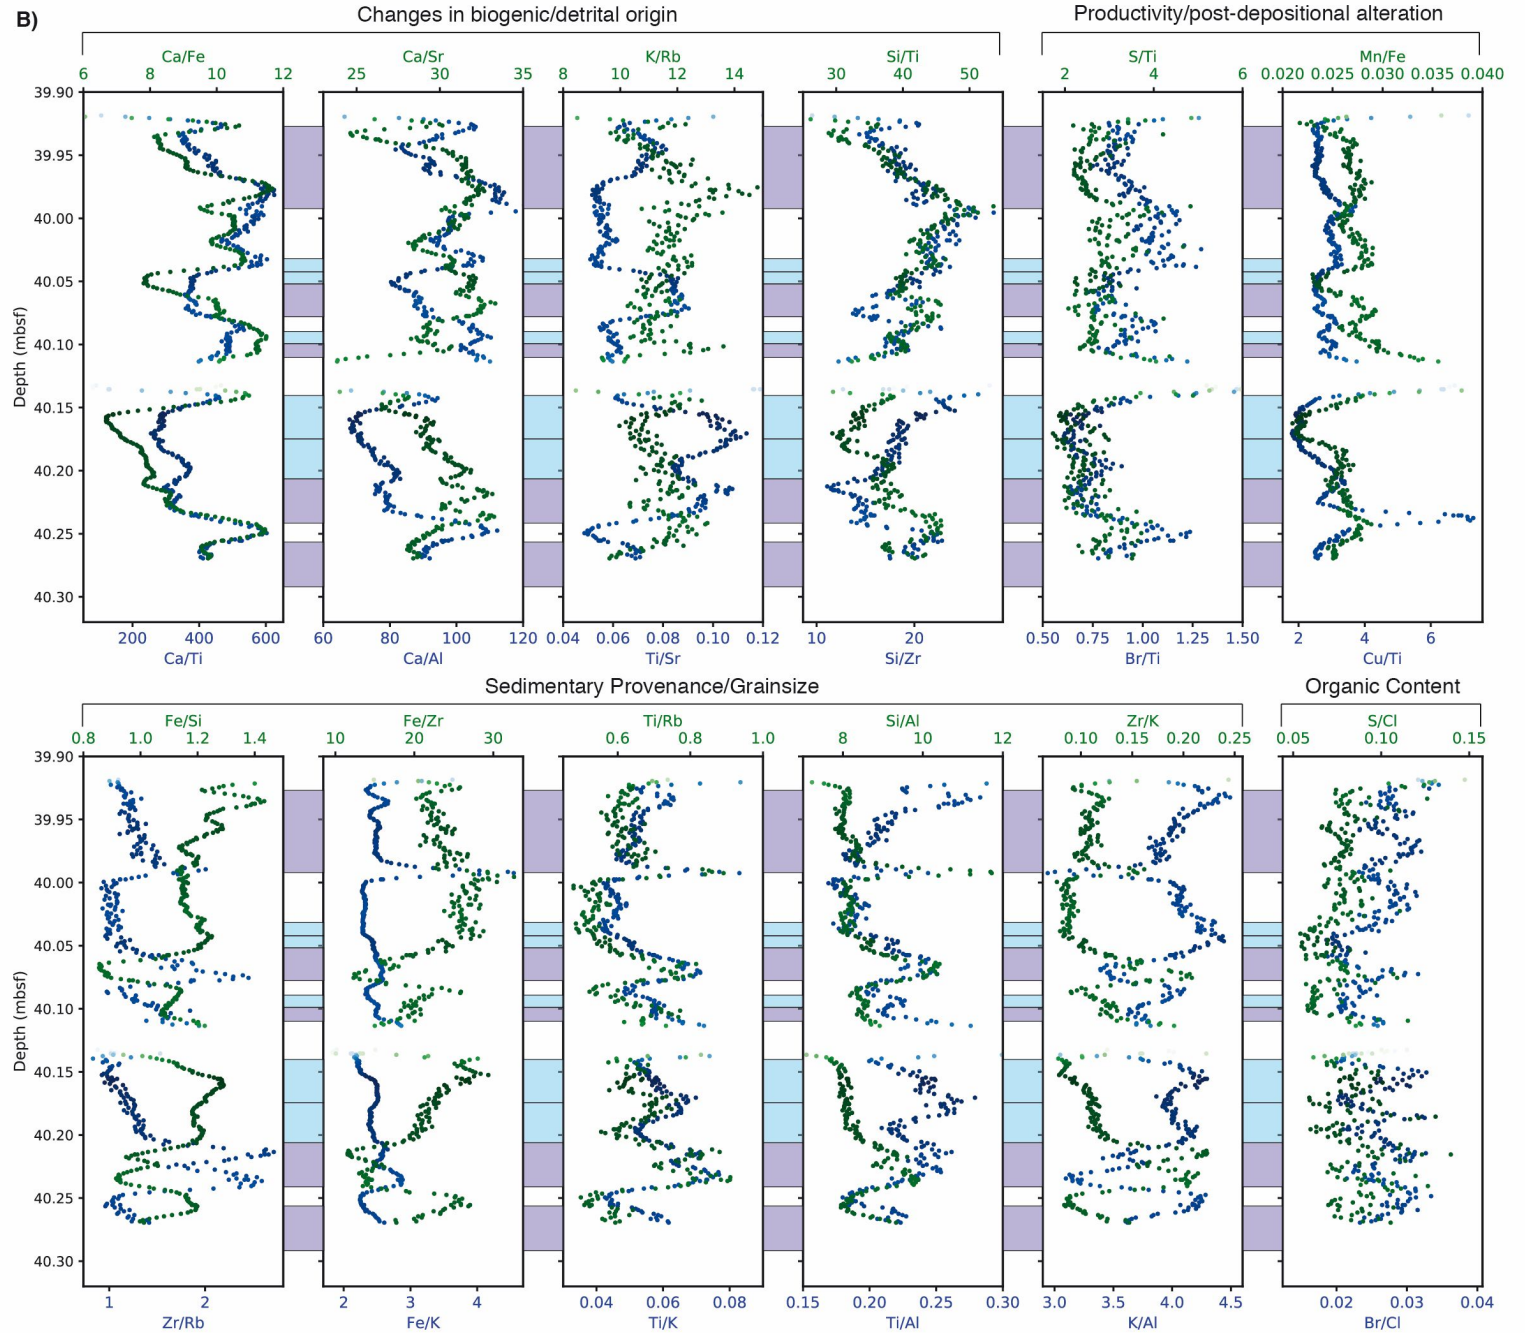 B)
Changes in biogenic/detrital origin
Productivity/post-depositional alteration
Ca/Fe
Ca/Sr
K/Rb
Si/Ti
S/Ti
Mn/Fe
6 8 10 12
25 30 35
8 10 12 14
30 40 50
2 4 6
0.020 0.025 0.030 0.035 0.040
39.90
39.95
40.00
40.05
40.10
40.15
40.20
40.25
40.30
Depth (mbsf)
200 400 600
60 80 100 120
0.04 0.06 0.08 0.10 0.12
10 20
0.50 0.75 1.00 1.25 1.50
2 4 6
Ca/Ti
Ca/Al
Ti/Sr
Si/Zr
Br/Ti
Cu/Ti
Sedimentary Provenance/Grainsize
Organic Content
Fe/Si
Fe/Zr
Ti/Rb
Si/Al
Zr/K
S/Cl
0.8 1.0 1.2 1.4
10 20 30
0.6 0.8 1.0
8 10 12
0.10 0.15 0.20 0.25
0.05 0.10 0.15
39.90
39.95
40.00
40.05
40.10
40.15
40.20
40.25
40.30
Depth (mbsf)
1 2
2 3 4
0.04 0.06 0.08
0.15 0.20 0.25 0.30
3.0 3.5 4.0 4.5
0.02 0.03 0.04
Zr/Rb
Fe/K
Ti/K
Ti/Al
K/Al
Br/Cl